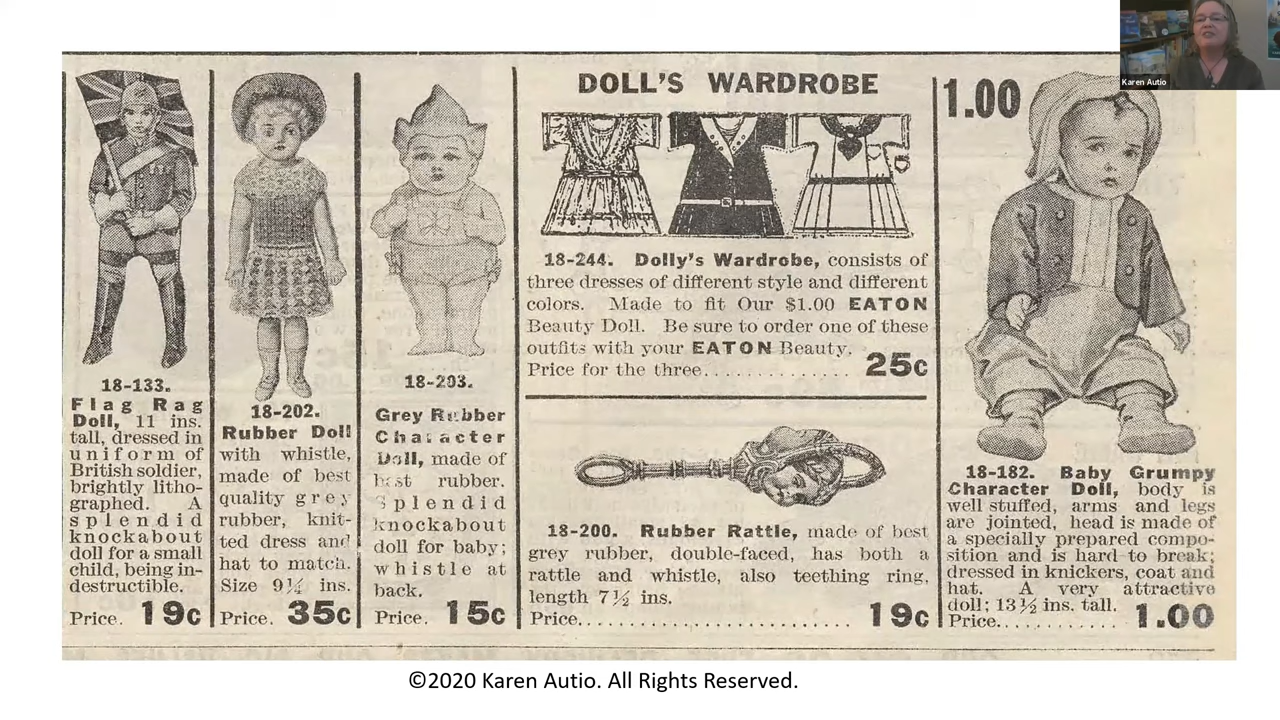 Karen Autio
18-133.
Flag Rag
Doll, 11 ins.
tall, dressed in
uniform of
British soldier,
brightly litho-
graphed. A
splendid
knockabout
doll for a small
child, being in-
destructible.
Price. 19c
18-202.
Rubber Doll
with whistle,
made of best
quality grey
rubber, knit-
ted dress and
hat to match.
Size 9½ ins.
Price. 35c
18-203.
Grey Rubber
Character
Doll, made of
best rubber.
Splendid
knockabout
doll for baby;
whistle at
back.
Price. 15c
DOLL'S WARDROBE
18-244. Dolly's Wardrobe, consists of
three dresses of different style and different
colors. Made to fit Our $1.00 EATON
Beauty Doll. Be sure to order one of these
outfits with your EATON Beauty.
Price for the three............. 25c
18-200. Rubber Rattle, made of best
grey rubber, double-faced, has both a
rattle and whistle, also teething ring,
length 7½ ins.
Price.......................... 19c
1.00
18-182. Baby Grumpy
Character Doll, body is
well stuffed, arms and legs
are jointed, head is made of
a specially prepared compo-
sition and is hard to break;
dressed in knickers, coat and
hat. A very attractive
doll; 13½ ins. tall.
Price........... 1.00
©2020 Karen Autio. All Rights Reserved.